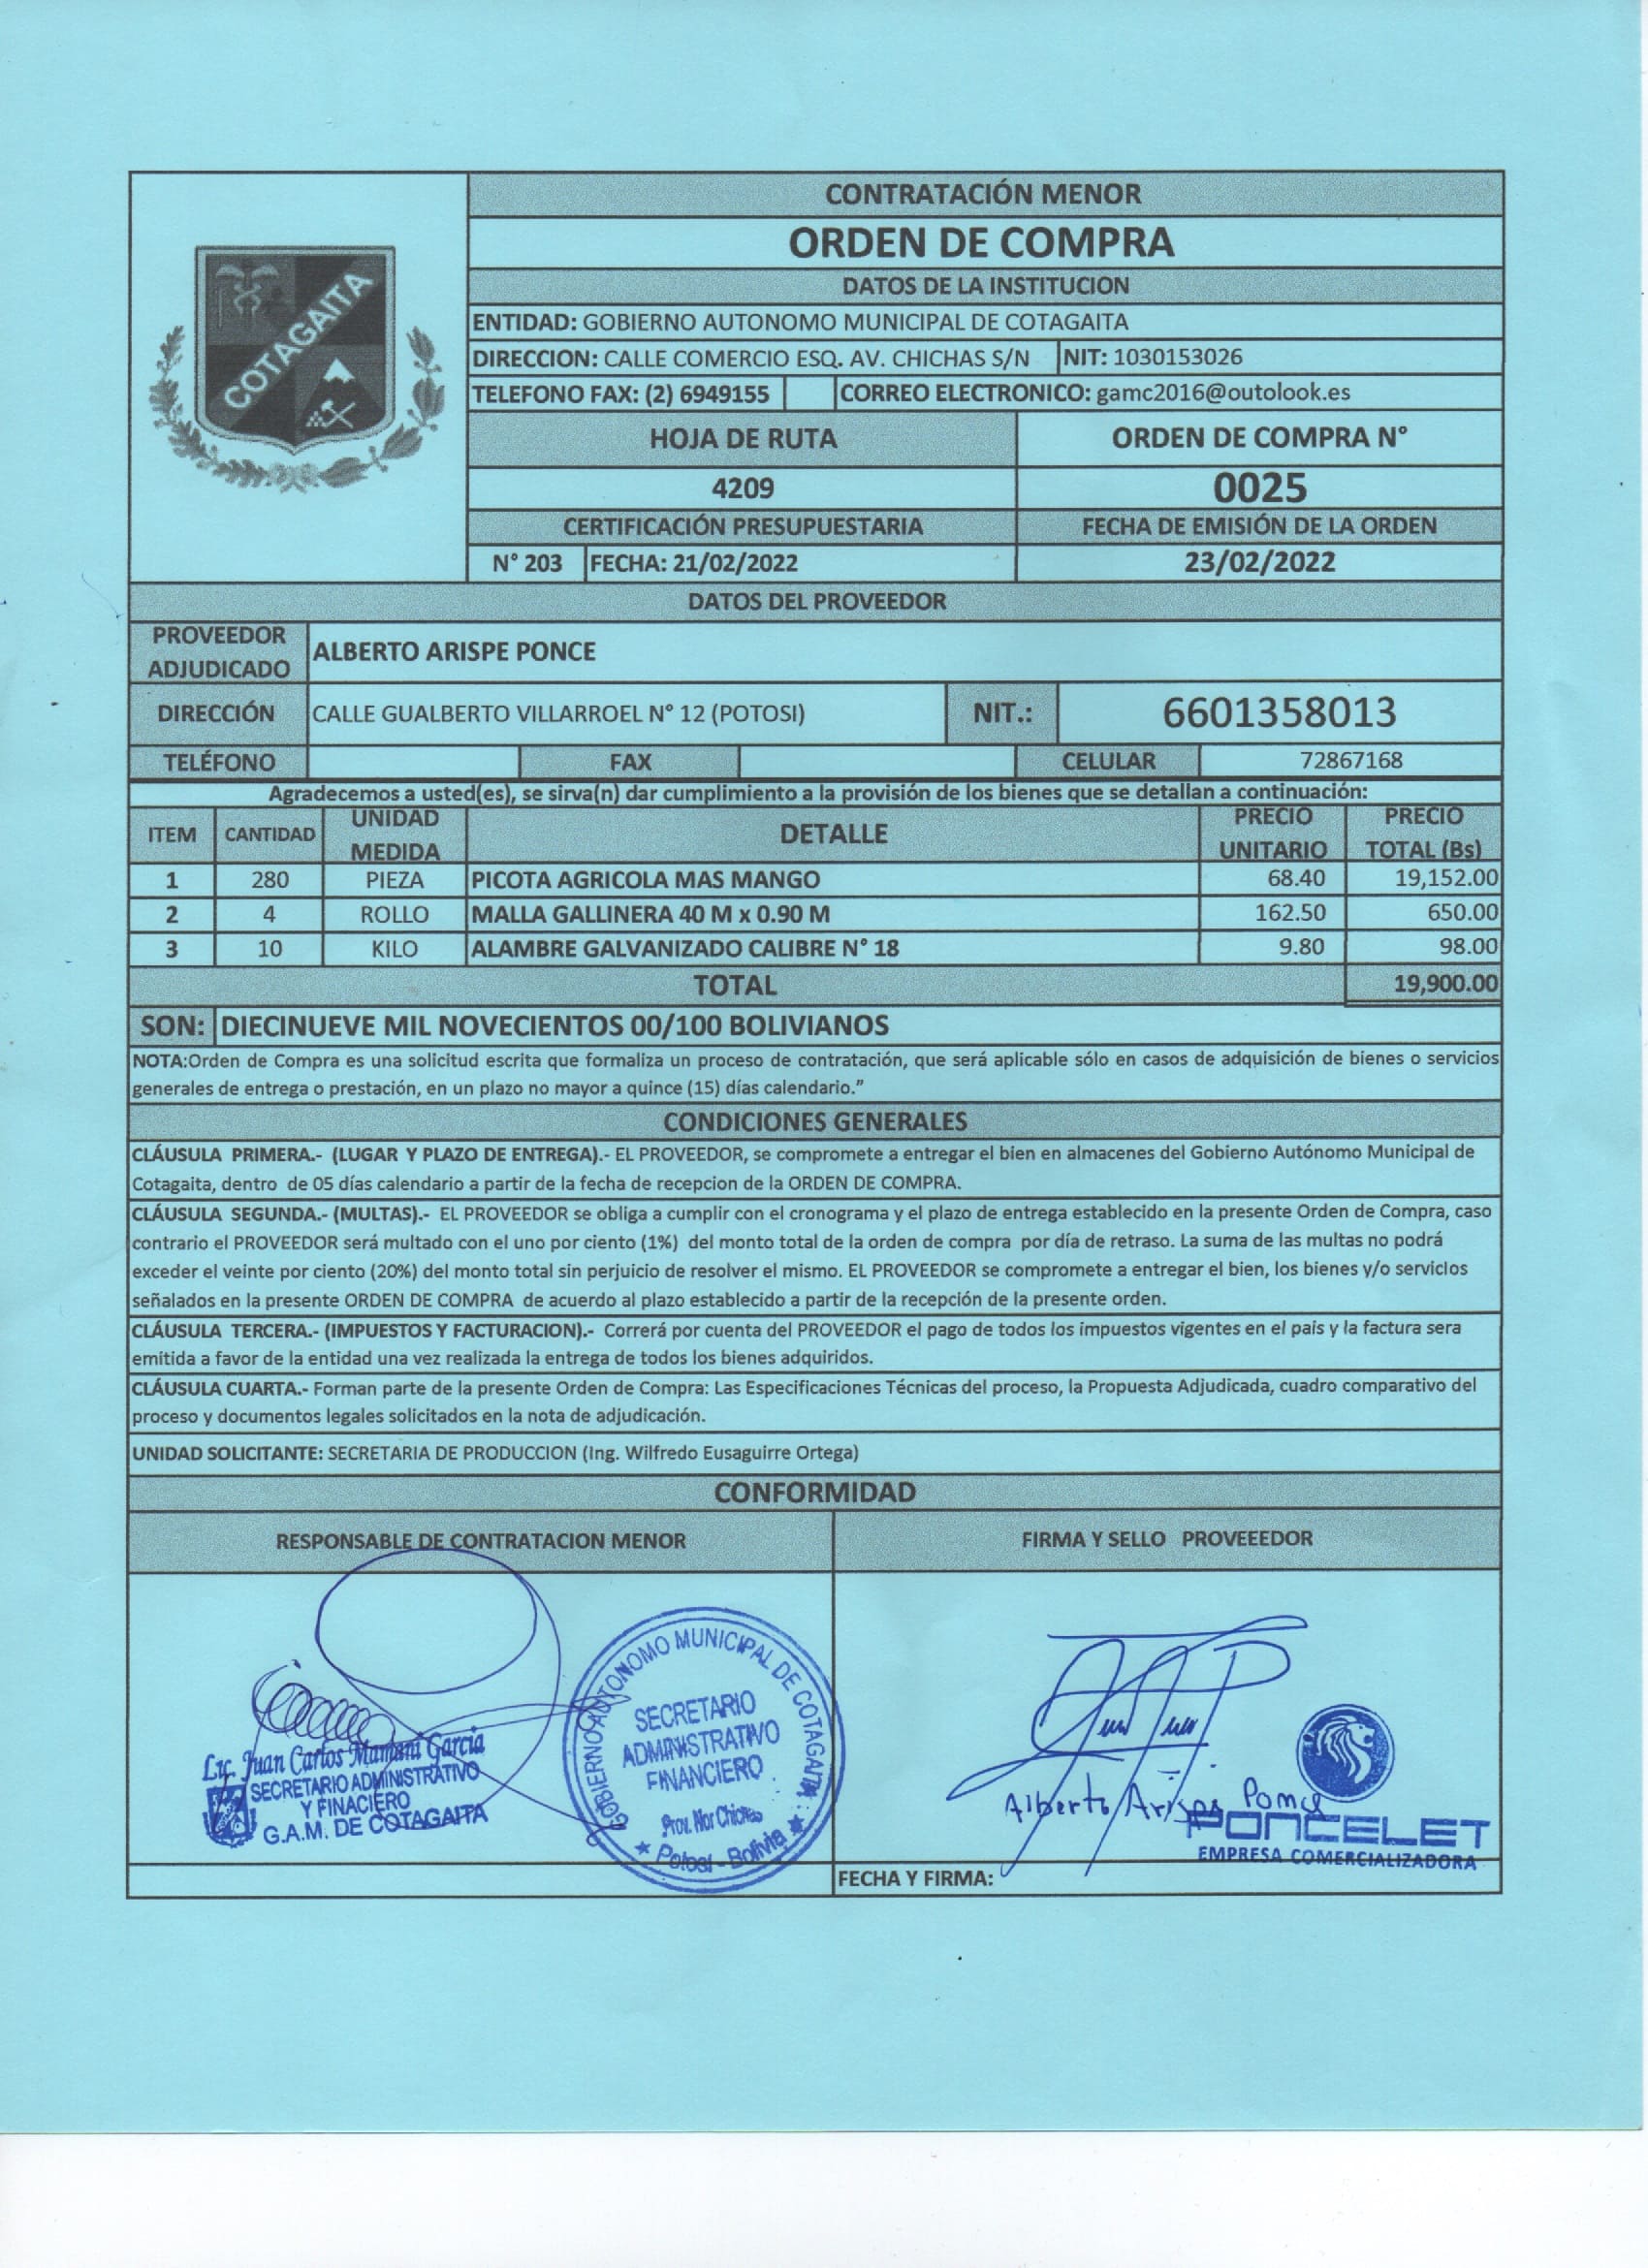 COTAGAITA
CONTRATACIÓN MENOR
ORDEN DE COMPRA
DATOS DE LA INSTITUCION
ENTIDAD: GOBIERNO AUTONOMO MUNICIPAL DE COTAGAITA
DIRECCION: CALLE COMERCIO ESQ. AV. CHICHAS S/N NIT: 1030153026
TELEFONO FAX: (2) 6949155 CORREO ELECTRONICO: gamc2016@outolook.es
HOJA DE RUTA ORDEN DE COMPRA N°
4209 0025
CERTIFICACIÓN PRESUPUESTARIA FECHA DE EMISIÓN DE LA ORDEN
N° 203 FECHA: 21/02/2022 23/02/2022
DATOS DEL PROVEEDOR
PROVEEDOR ADJUDICADO ALBERTO ARISPE PONCE
DIRECCIÓN CALLE GUALBERTO VILLARROEL N° 12 (POTOSI) NIT.: 6601358013
TELÉFONO FAX CELULAR 72867168
Agradecemos a usted(es), se sirva(n) dar cumplimiento a la provisión de los bienes que se detallan a continuación:
ITEM CANTIDAD UNIDAD MEDIDA DETALLE PRECIO UNITARIO PRECIO TOTAL (Bs)
1 280 PIEZA PICOTA AGRICOLA MAS MANGO 68.40 19,152.00
2 4 ROLLO MALLA GALLINERA 40 M x 0.90 M 162.50 650.00
3 10 KILO ALAMBRE GALVANIZADO CALIBRE N° 18 9.80 98.00
TOTAL 19,900.00
SON: DIECINUEVE MIL NOVECIENTOS 00/100 BOLIVIANOS
NOTA:Orden de Compra es una solicitud escrita que formaliza un proceso de contratación, que será aplicable sólo en casos de adquisición de bienes o servicios
generales de entrega o prestación, en un plazo no mayor a quince (15) días calendario.”
CONDICIONES GENERALES
CLÁUSULA PRIMERA.- (LUGAR Y PLAZO DE ENTREGA).- EL PROVEEDOR, se compromete a entregar el bien en almacenes del Gobierno Autónomo Municipal de
Cotagaita, dentro de 05 días calendario a partir de la fecha de recepcion de la ORDEN DE COMPRA.
CLÁUSULA SEGUNDA.- (MULTAS).- EL PROVEEDOR se obliga a cumplir con el cronograma y el plazo de entrega establecido en la presente Orden de Compra, caso
contrario el PROVEEDOR será multado con el uno por ciento (1%) del monto total de la orden de compra por día de retraso. La suma de las multas no podrá
exceder el veinte por ciento (20%) del monto total sin perjuicio de resolver el mismo. EL PROVEEDOR se compromete a entregar el bien, los bienes y/o servicios
señalados en la presente ORDEN DE COMPRA de acuerdo al plazo establecido a partir de la recepción de la presente orden.
CLÁUSULA TERCERA.- (IMPUESTOS Y FACTURACION).- Correrá por cuenta del PROVEEDOR el pago de todos los impuestos vigentes en el pais y la factura sera
emitida a favor de la entidad una vez realizada la entrega de todos los bienes adquiridos.
CLÁUSULA CUARTA.- Forman parte de la presente Orden de Compra: Las Especificaciones Técnicas del proceso, la Propuesta Adjudicada, cuadro comparativo del
proceso y documentos legales solicitados en la nota de adjudicación.
UNIDAD SOLICITANTE: SECRETARIA DE PRODUCCION (Ing. Wilfredo Eusaguirre Ortega)
CONFORMIDAD
RESPONSABLE DE CONTRATACION MENOR FIRMA Y SELLO PROVEEEDOR
Lic. Juan Carlos Mamani Garcia
SECRETARIO ADMINISTRATIVO
Y FINACIERO
G.A.M. DE COTAGAITA
GOBIERNO AUTONOMO MUNICIPAL DE COTAGAITA
SECRETARIO
ADMINISTRATIVO
FINANCIERO
Prov. Nor Chichas
Potosí - Bolivia
Alberto Arispe Ponce
PONCELET
EMPRESA COMERCIALIZADORA
FECHA Y FIRMA: